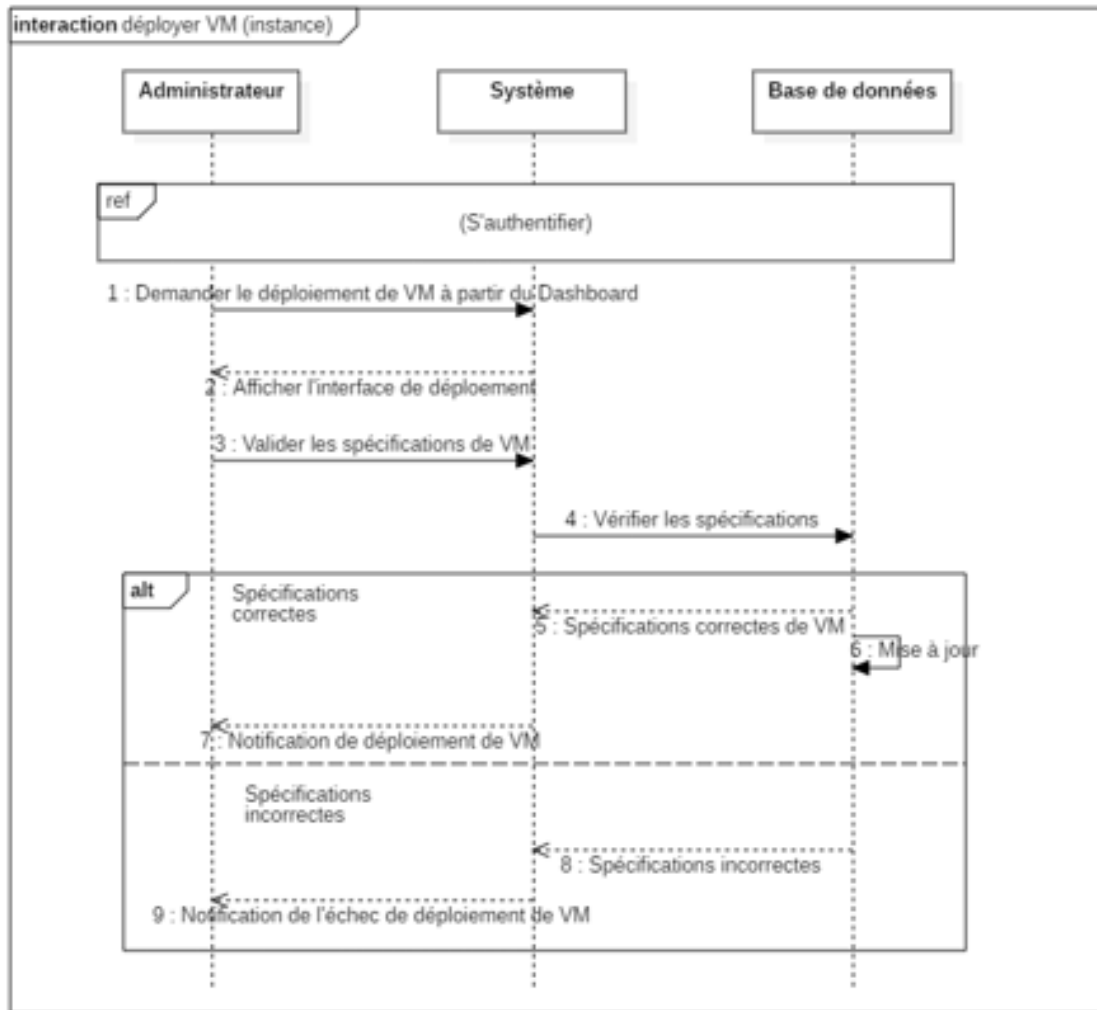 interaction déployer VM (instance)
Administrateur
Système
Base de données
ref
(S'authentifier)
1 : Demander le déploiement de VM à partir du Dashboard
2 : Afficher l'interface de déploement
3 : Valider les spécifications de VM
4 : Vérifier les spécifications
alt
Spécifications
correctes
5 : Spécifications correctes de VM
6 : Mise à jour
7 : Notification de déploiement de VM
Spécifications
incorrectes
8 : Spécifications incorrectes
9 : Notification de l'échec de déploiement de VM